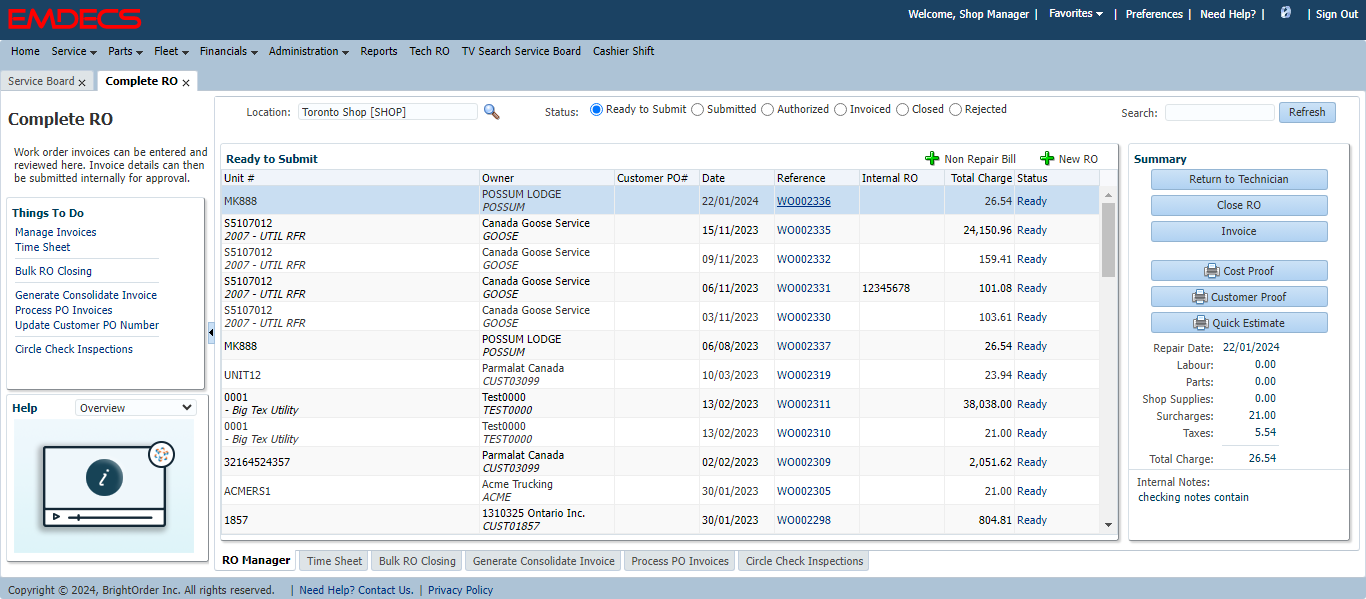 EMDECS
Welcome, Shop Manager | Favorites | Preferences | Need Help? | | Sign Out
Home Service Parts Fleet Financials Administration Reports Tech RO TV Search Service Board Cashier Shift
Service Board x Complete RO x
Complete RO
Work order invoices can be entered and
reviewed here. Invoice details can then
be submitted internally for approval.
Things To Do
Manage Invoices
Time Sheet
Bulk RO Closing
Generate Consolidate Invoice
Process PO Invoices
Update Customer PO Number
Circle Check Inspections
Help Overview
i
Location: Toronto Shop [SHOP] Status: Ready to Submit Submitted Authorized Invoiced Closed Rejected Search: Refresh
Ready to Submit Non Repair Bill New RO
Unit # Owner Customer PO# Date Reference Internal RO Total Charge Status
MK888 POSSUM LODGE 22/01/2024 WO002336 26.54 Ready
POSSUM
S5107012 Canada Goose Service 15/11/2023 WO002335 24,150.96 Ready
2007 - UTIL RFR GOOSE
S5107012 Canada Goose Service 09/11/2023 WO002332 159.41 Ready
2007 - UTIL RFR GOOSE
S5107012 Canada Goose Service 06/11/2023 WO002331 12345678 101.08 Ready
2007 - UTIL RFR GOOSE
S5107012 Canada Goose Service 03/11/2023 WO002330 103.61 Ready
2007 - UTIL RFR GOOSE
MK888 POSSUM LODGE 06/08/2023 WO002337 26.54 Ready
POSSUM
UNIT12 Parmalat Canada 10/03/2023 WO002319 23.94 Ready
CUST03099
0001 Test0000 13/02/2023 WO002311 38,038.00 Ready
- Big Tex Utility TEST0000
0001 Test0000 13/02/2023 WO002310 21.00 Ready
- Big Tex Utility TEST0000
32164524357 Parmalat Canada 02/02/2023 WO002309 2,051.62 Ready
CUST03099
ACMERS1 Acme Trucking 30/01/2023 WO002305 21.00 Ready
ACME
1857 1310325 Ontario Inc. 30/01/2023 WO002298 804.81 Ready
CUST01857
Summary
Return to Technician
Close RO
Invoice
Cost Proof
Customer Proof
Quick Estimate
Repair Date: 22/01/2024
Labour: 0.00
Parts: 0.00
Shop Supplies: 0.00
Surcharges: 21.00
Taxes: 5.54
Total Charge: 26.54
Internal Notes:
checking notes contain
RO Manager Time Sheet Bulk RO Closing Generate Consolidate Invoice Process PO Invoices Circle Check Inspections
Copyright © 2024, BrightOrder Inc. All rights reserved. | Need Help? Contact Us. | Privacy Policy